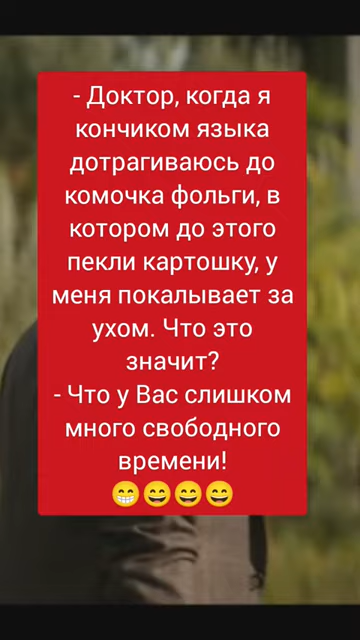 - Доктор, когда я
кончиком языка
дотрагиваюсь до
комочка фольги, в
котором до этого
пекли картошку, у
меня покалывает за
ухом. Что это
значит?
- Что у Вас слишком
много свободного
времени!
😁😄😄😄